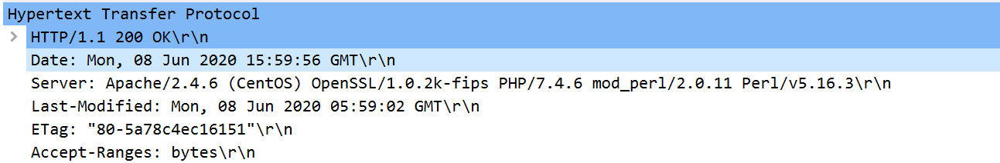 Hypertext Transfer Protocol
HTTP/1.1 200 OK\r\n
Date: Mon, 08 Jun 2020 15:59:56 GMT\r\n
Server: Apache/2.4.6 (CentOS) OpenSSL/1.0.2k-fips PHP/7.4.6 mod_perl/2.0.11 Perl/v5.16.3\r\n
Last-Modified: Mon, 08 Jun 2020 05:59:02 GMT\r\n
ETag: "80-5a78c4ec16151"\r\n
Accept-Ranges: bytes\r\n